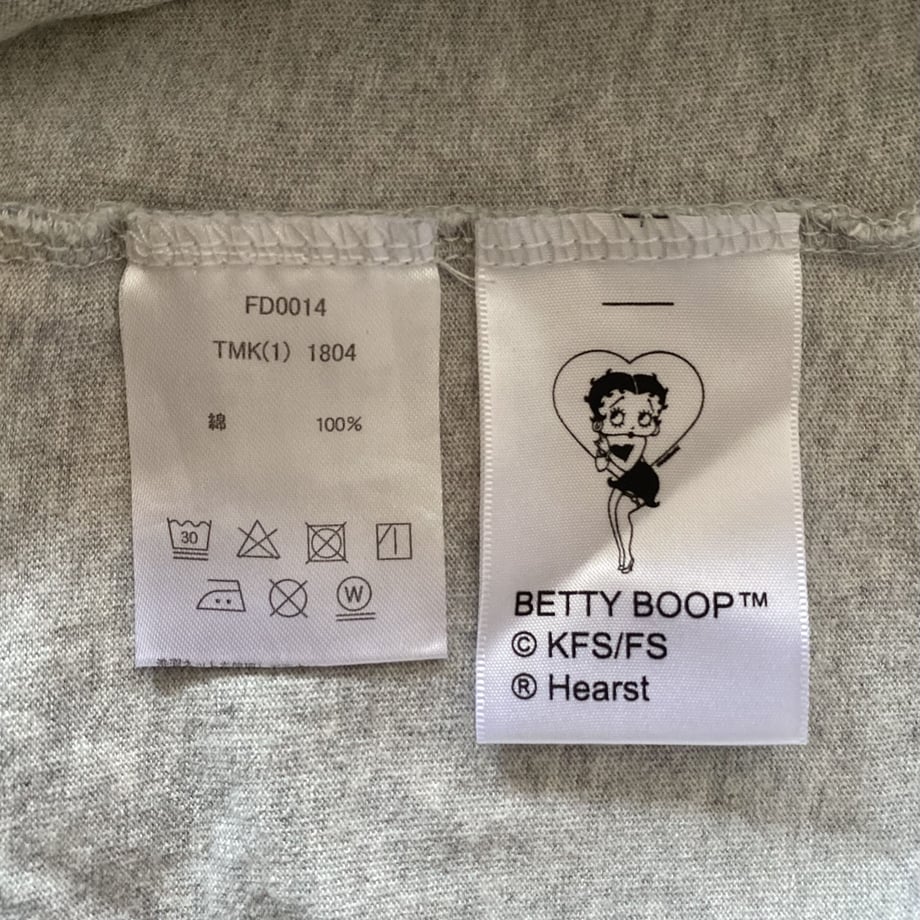 FD0014
TMK(1) 1804
綿 100%
30
W
BETTY BOOP™
© KFS/FS
® Hearst